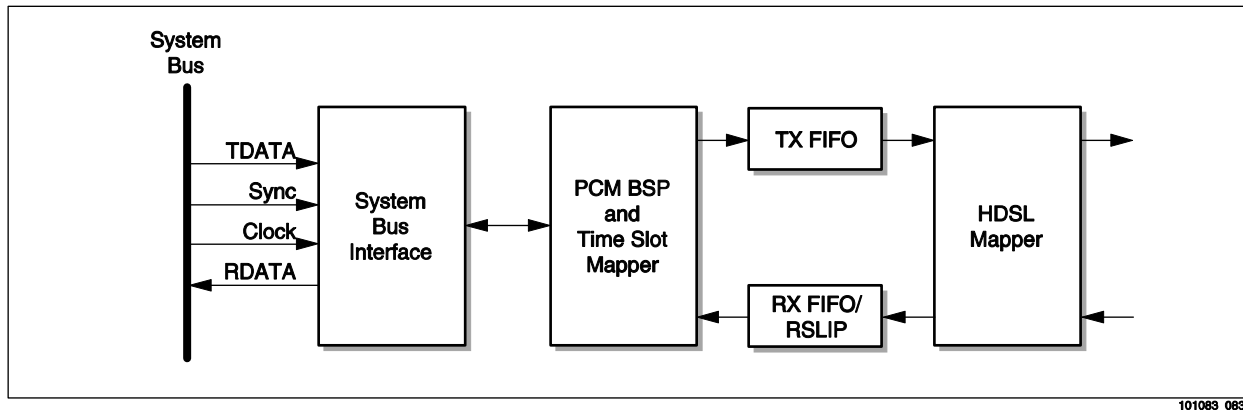 System
Bus
TDATA
Sync
Clock
RDATA
System
Bus
Interface
PCM BSP
and
Time Slot
Mapper
TX FIFO
RX FIFO/
RSLIP
HDSL
Mapper
101083_083